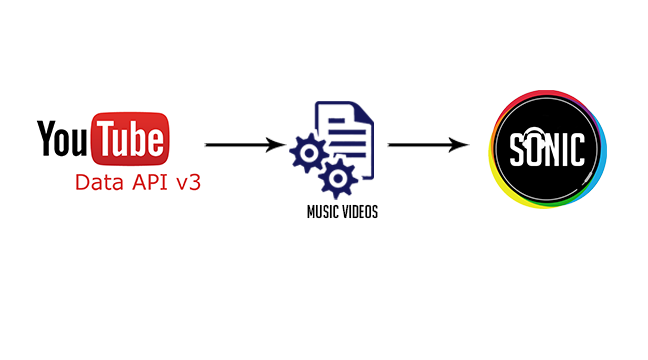 YouTube
Data API v3
MUSIC VIDEOS
SONIC